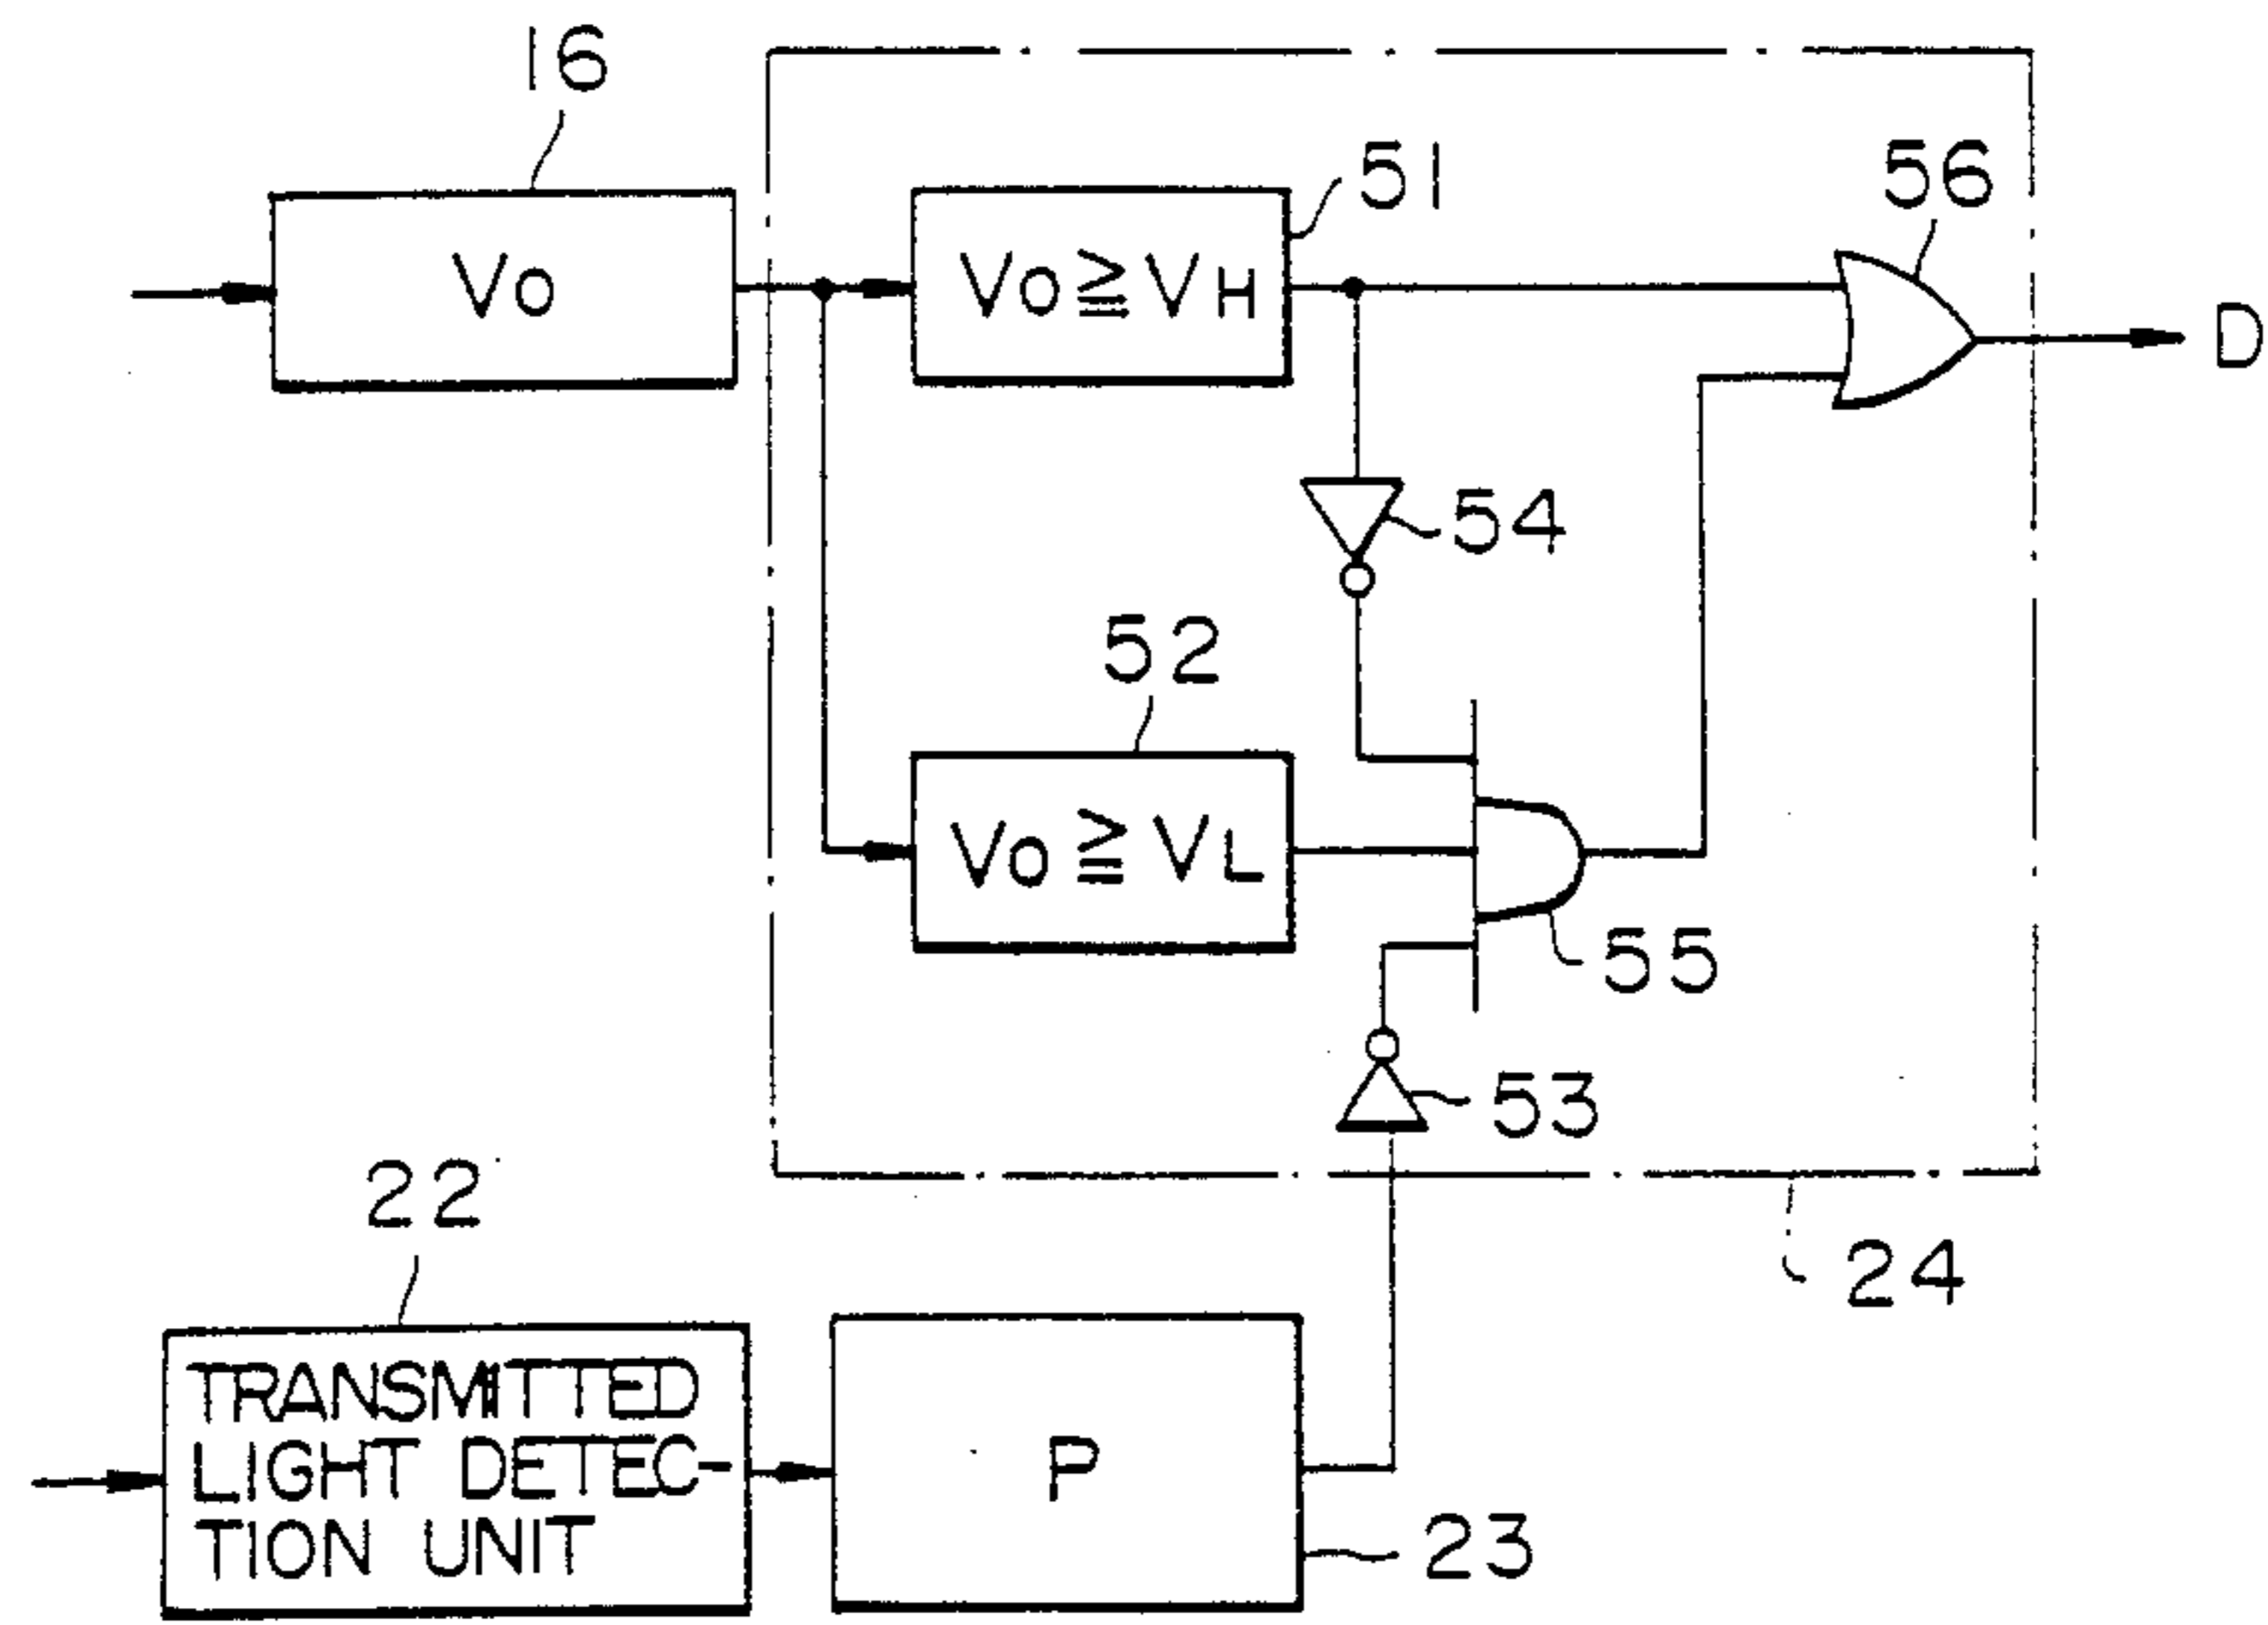 16
51
56
Vo
Vo ≧ VH
D
54
52
Vo ≧ VL
55
53
22
24
TRANSMITTED
LIGHT DETEC-
TION UNIT
P
23